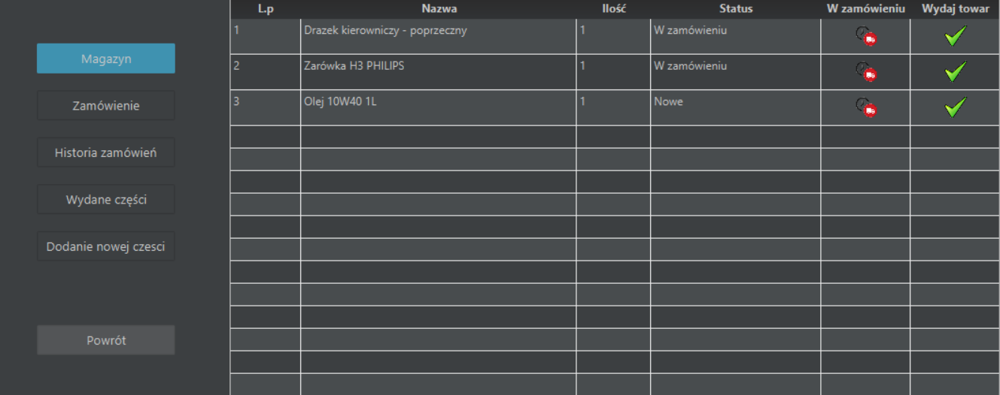 L.p Nazwa Ilość Status W zamówieniu Wydaj towar
1 Drazek kierowniczy - poprzeczny 1 W zamówieniu
Magazyn
2 Zarówka H3 PHILIPS 1 W zamówieniu
Zamówienie
3 Olej 10W40 1L 1 Nowe
Historia zamówień
Wydane części
Dodanie nowej czesci
Powrót